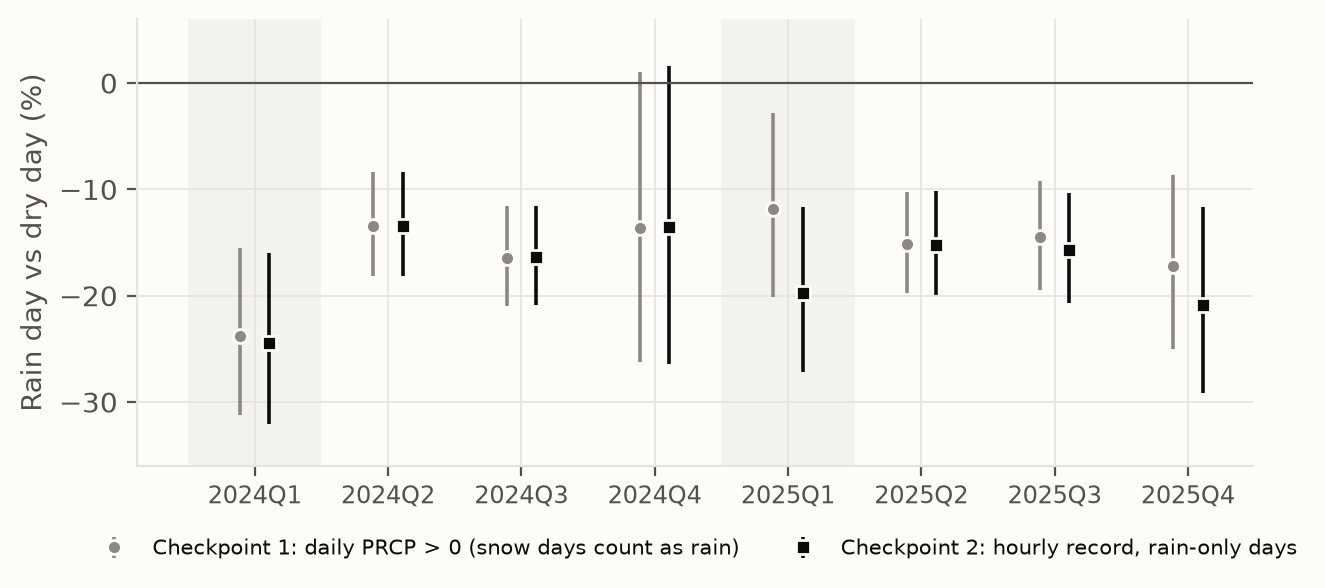 Rain day vs dry day (%)
0
−10
−20
−30
2024Q1 2024Q2 2024Q3 2024Q4 2025Q1 2025Q2 2025Q3 2025Q4
Checkpoint 1: daily PRCP > 0 (snow days count as rain) Checkpoint 2: hourly record, rain-only days